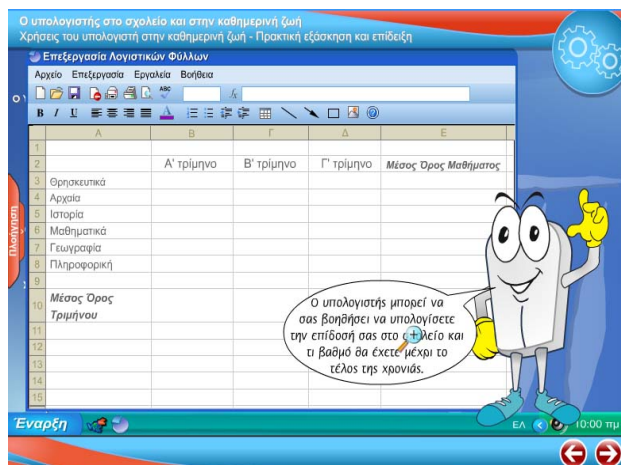 Ο υπολογιστής στο σχολείο και στην καθημερινή ζωή
Χρήσεις του υπολογιστή στην καθημερινή ζωή - Πρακτική εξάσκηση και επίδειξη
Επεξεργασία Λογιστικών Φύλλων
Αρχείο Επεξεργασία Εργαλεία Βοήθεια
ABC fx
B I U A
A B Γ Δ E
1
2 Α' τρίμηνο Β' τρίμηνο Γ' τρίμηνο Μέσος Όρος Μαθήματος
3 Θρησκευτικά
4 Αρχαία
5 Ιστορία
6 Μαθηματικά
7 Γεωγραφία
8 Πληροφορική
9
10 Μέσος Όρος
Τριμήνου
11
12
13
14
15
Πλοήγηση
Ο υπολογιστής μπορεί να
σας βοηθήσει να υπολογίσετε
την επίδοσή σας στο σχολείο και
τι βαθμό θα έχετε μέχρι το
τέλος της χρονιάς.
Έναρξη
ΕΛ 10:00 πμ